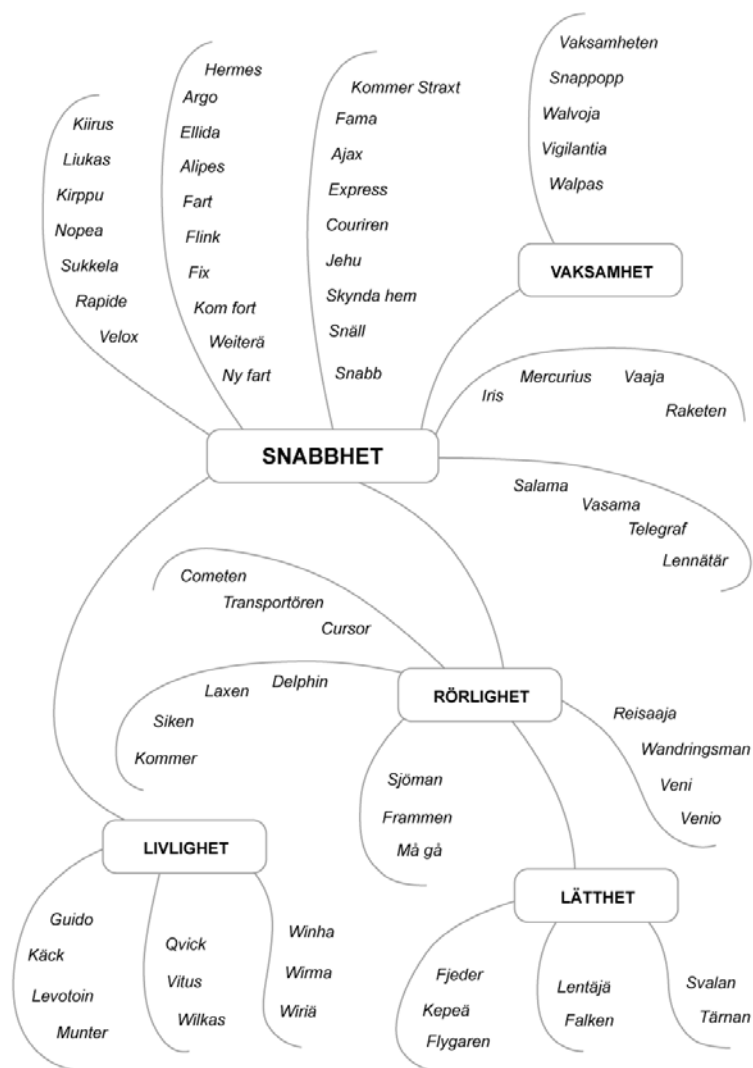 Kiirus
Liukas
Kirppu
Nopea
Sukkela
Rapide
Velox
Hermes
Argo
Ellida
Alipes
Fart
Flink
Fix
Kom fort
Weiterä
Ny fart
Kommer Straxt
Fama
Ajax
Express
Couriren
Jehu
Skynda hem
Snäll
Snabb
Vaksamheten
Snappopp
Walvoja
Vigilantia
Walpas
VAKSAMHET
Iris
Mercurius
Vaaja
Raketen
SNABBHET
Salama
Vasama
Telegraf
Lennätär
Cometen
Transportören
Cursor
Delphin
Laxen
Siken
Kommer
RÖRLIGHET
Reisaaja
Wandringsman
Veni
Venio
Sjöman
Frammen
Må gå
LIVLIGHET
Guido
Käck
Levotoin
Munter
Qvick
Vitus
Wilkas
Winha
Wirma
Wiriä
LÄTTHET
Fjeder
Kepeä
Flygaren
Lentäjä
Falken
Svalan
Tärnan